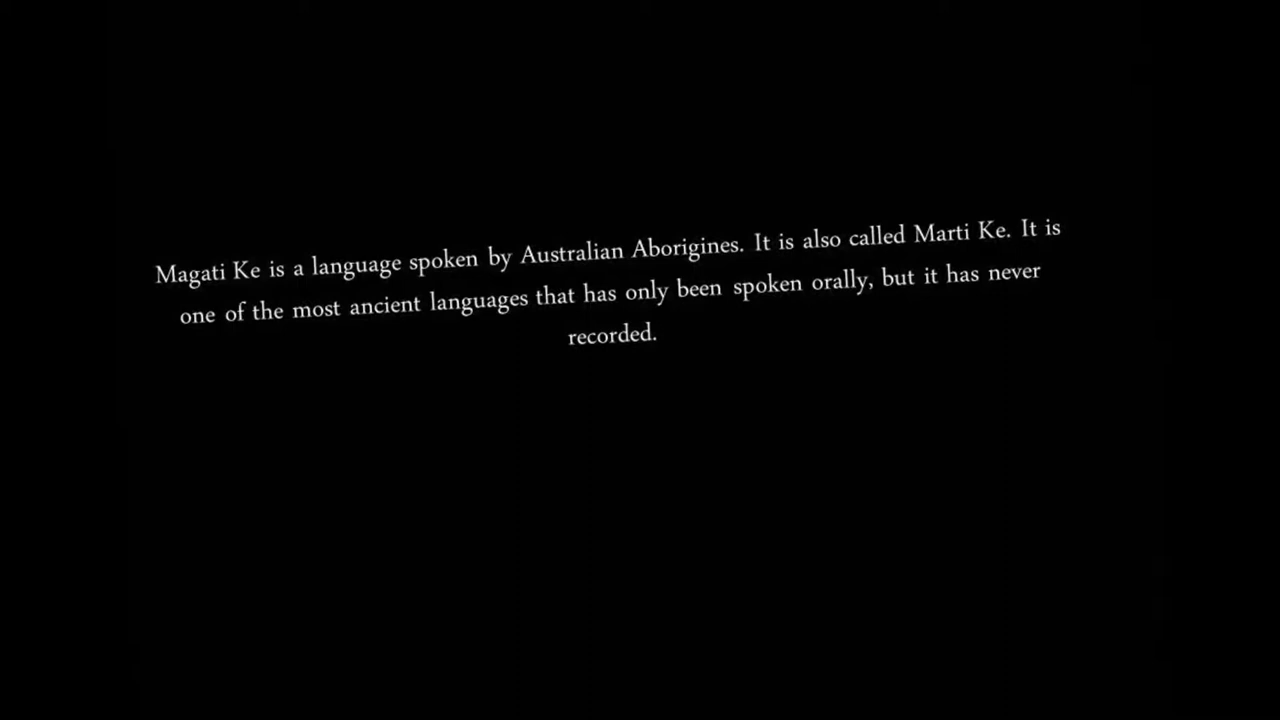 Magati Ke is a language spoken by Australian Aborigines. It is also called Marti Ke. It is
one of the most ancient languages that has only been spoken orally, but it has never
recorded.